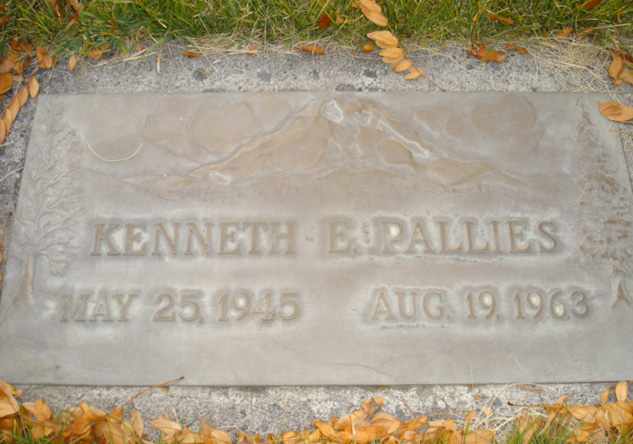 KENNETH E. PALLIES
MAY 25, 1945 AUG. 19, 1963